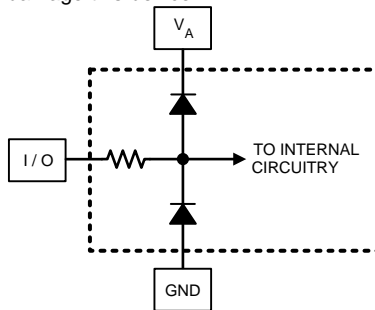 V_A
I / O
TO INTERNAL
CIRCUITRY
GND